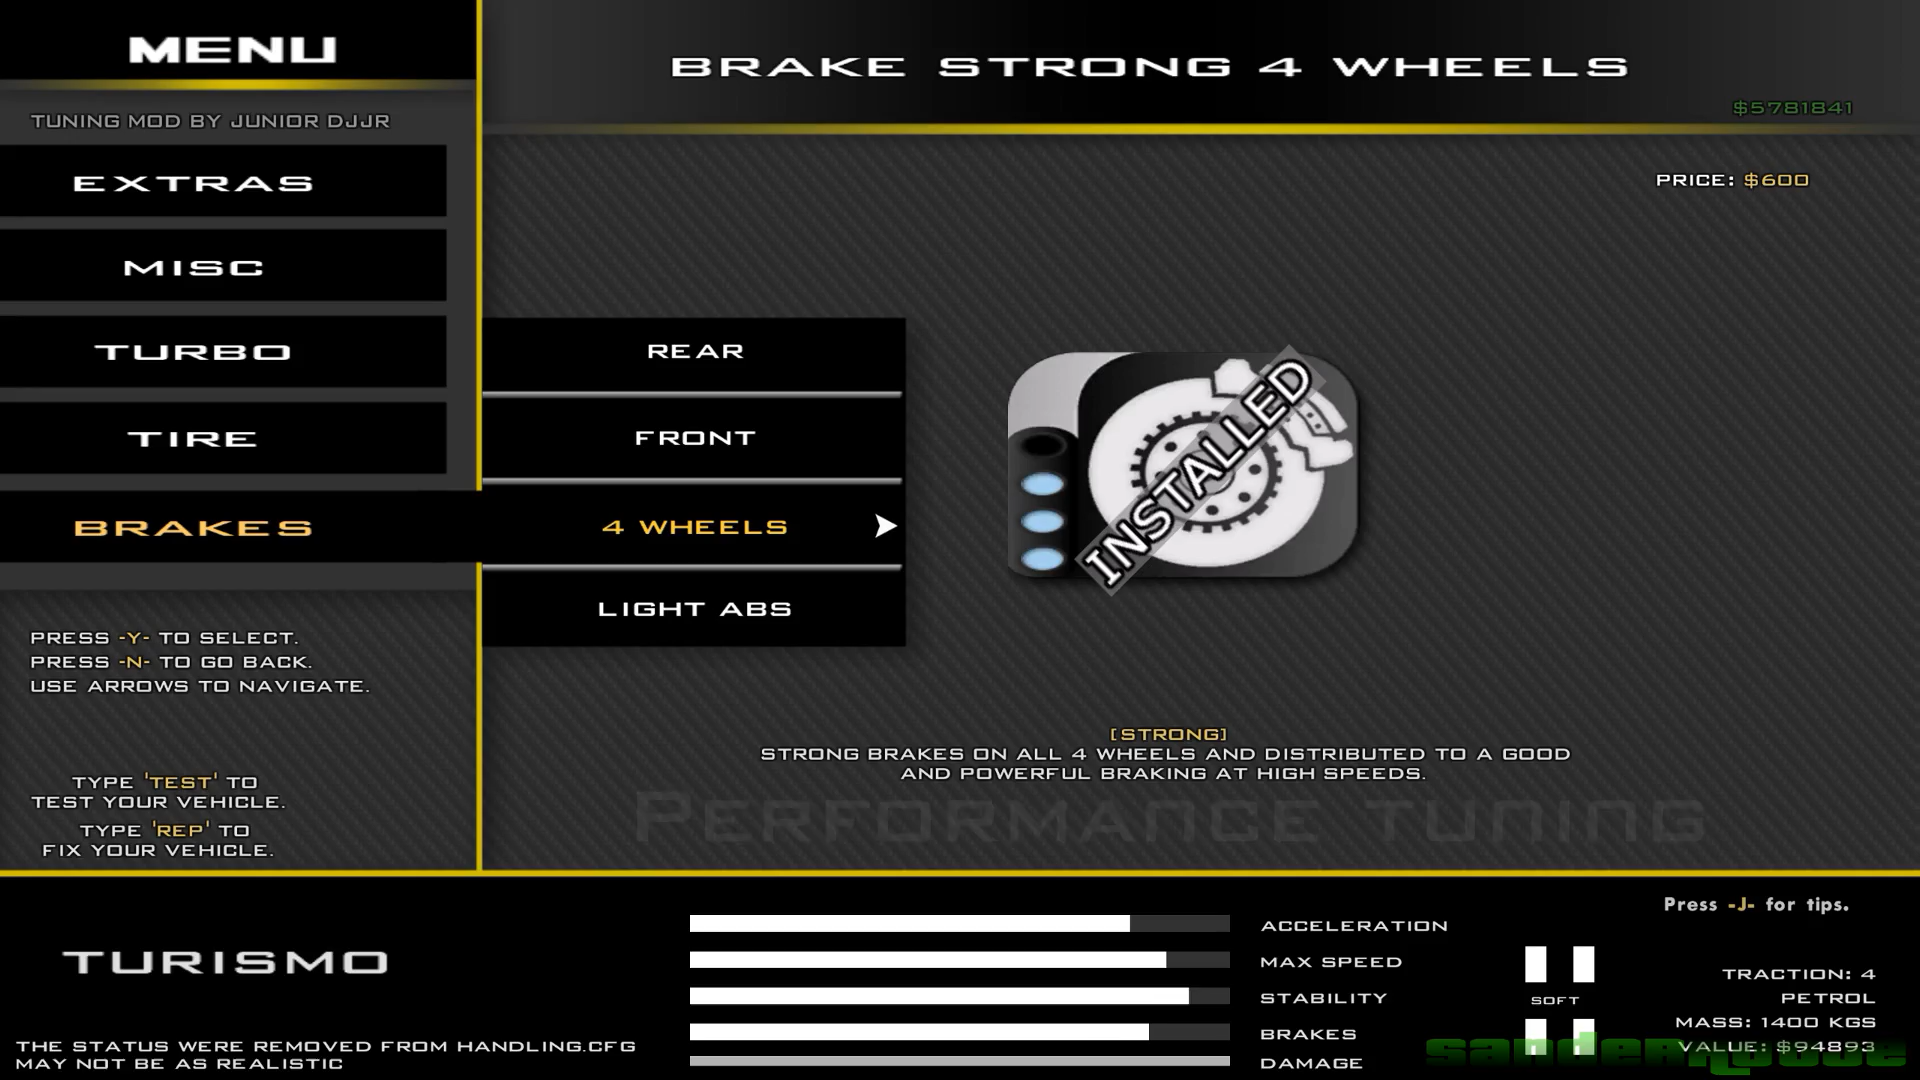 MENU
TUNING MOD BY JUNIOR DJJR
EXTRAS
MISC
TURBO
TIRE
BRAKES
PRESS -Y- TO SELECT.
PRESS -N- TO GO BACK.
USE ARROWS TO NAVIGATE.
TYPE 'TEST' TO
TEST YOUR VEHICLE.
TYPE 'REP' TO
FIX YOUR VEHICLE.
BRAKE STRONG 4 WHEELS
$5781841
PRICE: $600
REAR
FRONT
4 WHEELS
LIGHT ABS
INSTALLED
[STRONG]
STRONG BRAKES ON ALL 4 WHEELS AND DISTRIBUTED TO A GOOD
AND POWERFUL BRAKING AT HIGH SPEEDS.
PERFORMANCE TUNING
TURISMO
THE STATUS WERE REMOVED FROM HANDLING.CFG
MAY NOT BE AS REALISTIC
ACCELERATION
MAX SPEED
STABILITY
BRAKES
DAMAGE
SOFT
Press -J- for tips.
TRACTION: 4
PETROL
MASS: 1400 KGS
VALUE: $94893